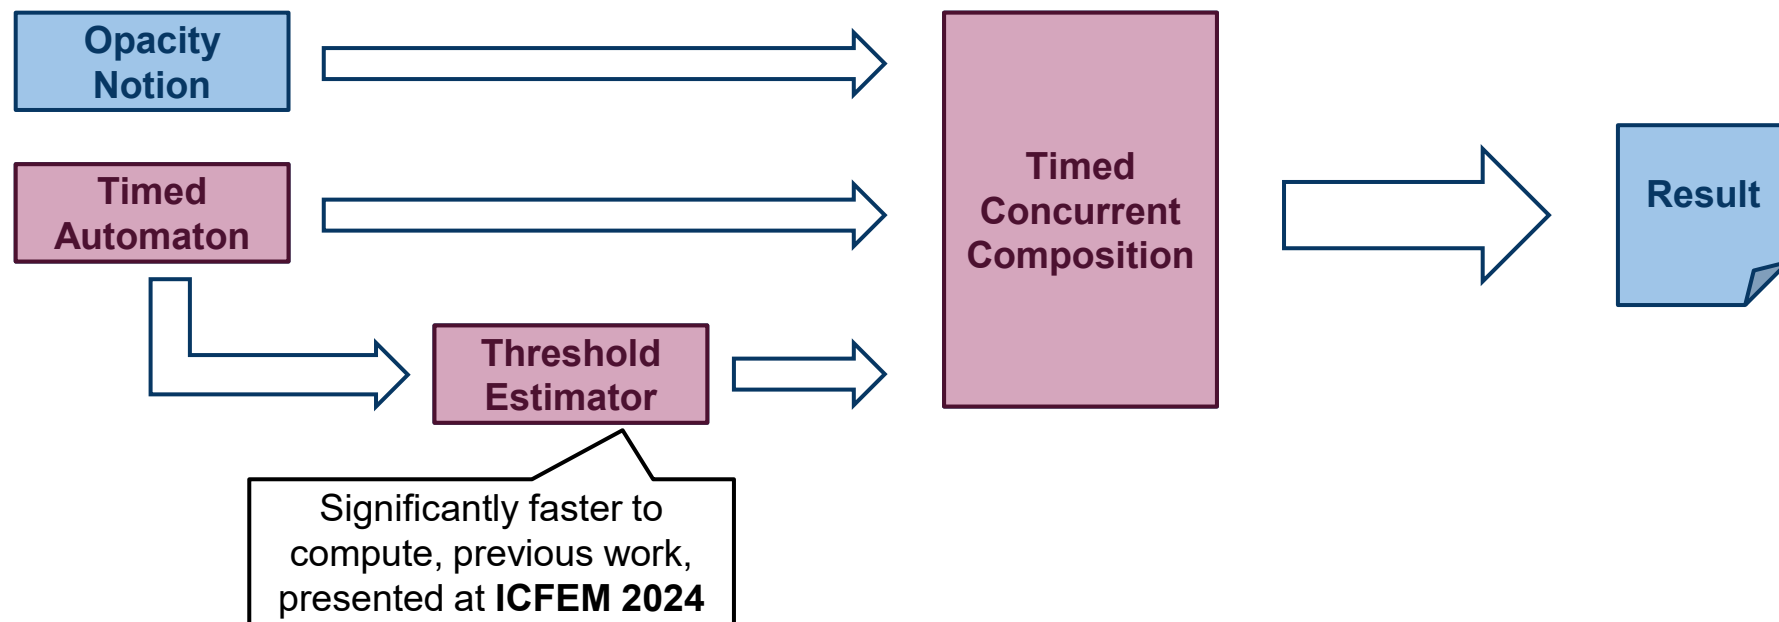 Opacity
Notion
Timed
Automaton
Threshold
Estimator
Significantly faster to
compute, previous work,
presented at ICFEM 2024
Timed
Concurrent
Composition
Result